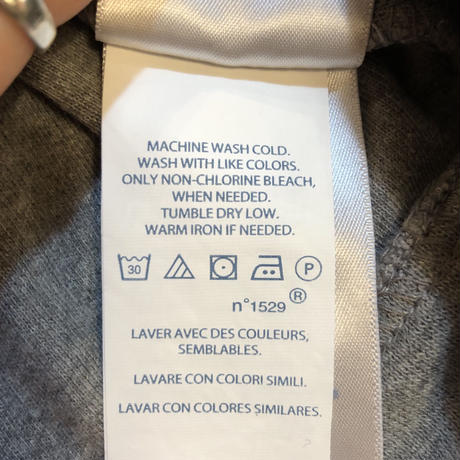 MACHINE WASH COLD.
WASH WITH LIKE COLORS.
ONLY NON-CHLORINE BLEACH,
WHEN NEEDED.
TUMBLE DRY LOW.
WARM IRON IF NEEDED.
30 P
n°1529 ®
LAVER AVEC DES COULEURS,
SEMBLABLES.
LAVARE CON COLORI SIMILI.
LAVAR CON COLORES SIMILARES.